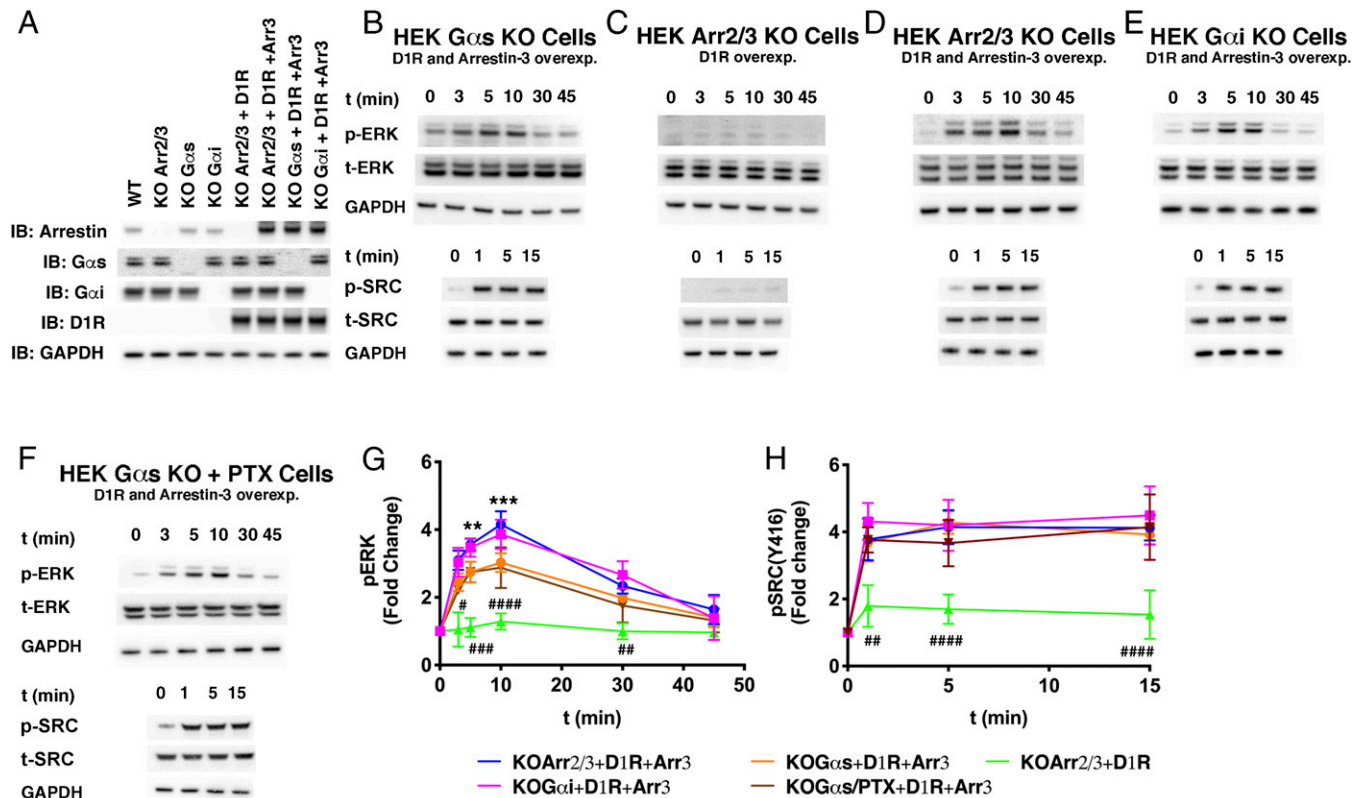 A
WT
KO Arr2/3
KO Gαs
KO Gαi
KO Arr2/3 + D1R
KO Arr2/3 + D1R +Arr3
KO Gαs + D1R +Arr3
KO Gαi + D1R +Arr3
IB: Arrestin
IB: Gαs
IB: Gαi
IB: D1R
IB: GAPDH
B
HEK Gαs KO Cells
D1R and Arrestin-3 overexp.
t (min) 0 3 5 10 30 45
p-ERK
t-ERK
GAPDH
t (min) 0 1 5 15
p-SRC
t-SRC
GAPDH
C
HEK Arr2/3 KO Cells
D1R overexp.
0 3 5 10 30 45
0 1 5 15
D
HEK Arr2/3 KO Cells
D1R and Arrestin-3 overexp.
0 3 5 10 30 45
0 1 5 15
E
HEK Gαi KO Cells
D1R and Arrestin-3 overexp.
0 3 5 10 30 45
0 1 5 15
F
HEK Gαs KO + PTX Cells
D1R and Arrestin-3 overexp.
t (min) 0 3 5 10 30 45
p-ERK
t-ERK
GAPDH
t (min) 0 1 5 15
p-SRC
t-SRC
GAPDH
G
pERK
(Fold Change)
6
4
2
0
** ***
# ####
### ##
0 10 20 30 40 50
t (min)
H
pSRC(Y416)
(Fold change)
6
4
2
0
## #### ####
0 5 10 15
t (min)
KOArr2/3+D1R+Arr3 KOGαs+D1R+Arr3 KOArr2/3+D1R
KOGαi+D1R+Arr3 KOGαs/PTX+D1R+Arr3